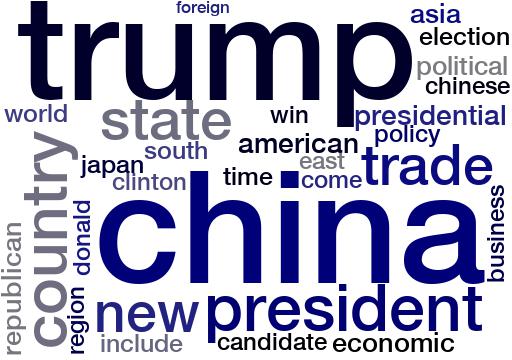 foreign
trump
asia
election
political
chinese
world
state
win
presidential
policy
american
south
japan
east
trade
clinton
time
come
country
donald
china
business
republican
region
new
president
include
candidate
economic